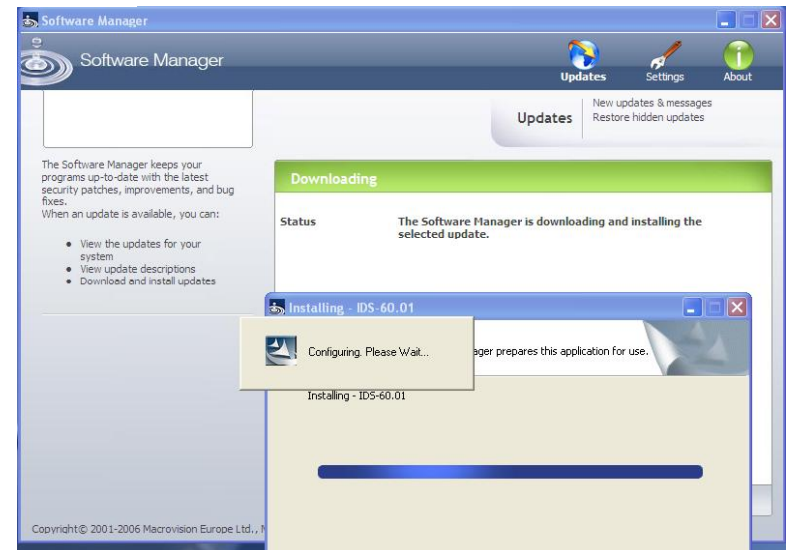 Software Manager
Software Manager
Updates
Settings
About
Updates
New updates & messages
Restore hidden updates
The Software Manager keeps your
programs up-to-date with the latest
security patches, improvements, and bug
fixes.
When an update is available, you can:
• View the updates for your
system
• View update descriptions
• Download and install updates
Downloading
Status
The Software Manager is downloading and installing the
selected update.
Installing - IDS-60.01
Configuring. Please Wait...
prepares this application for use.
Installing - IDS-60.01
Copyright© 2001-2006 Macrovision Europe Ltd.,